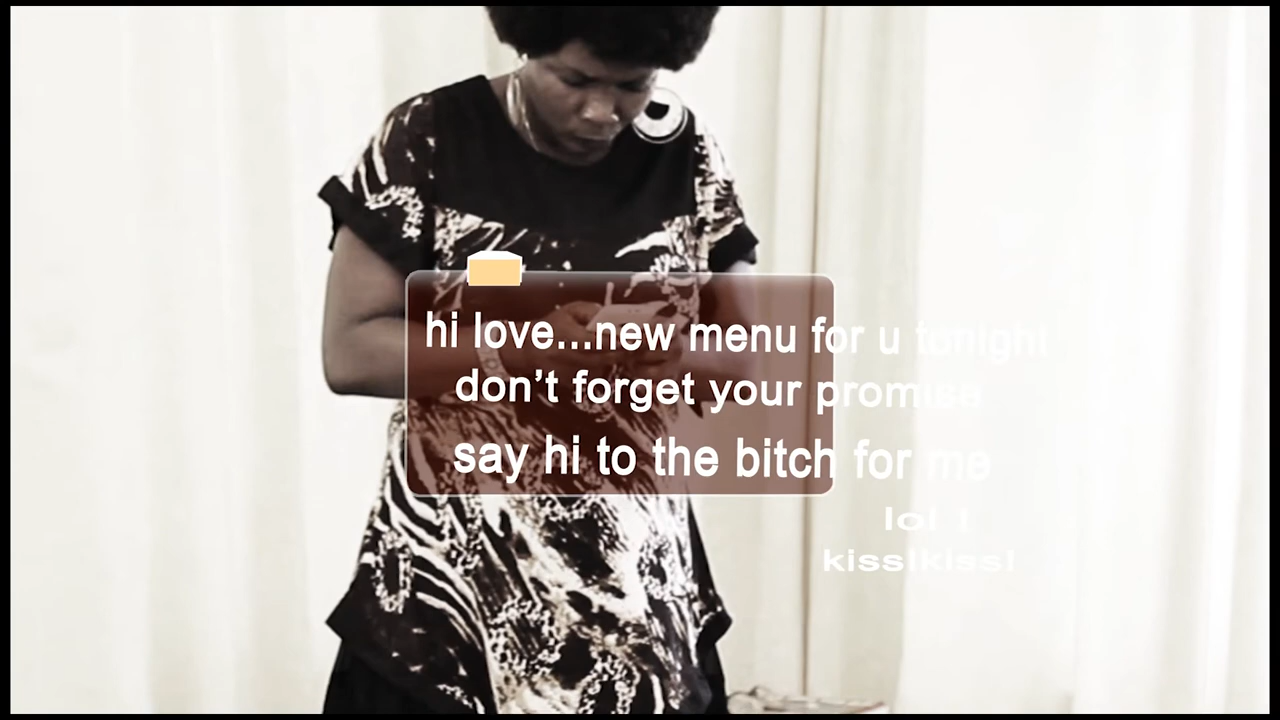 hi love...new menu for u tonight
don't forget your promise
say hi to the bitch for me
lol !
kiss!kiss!